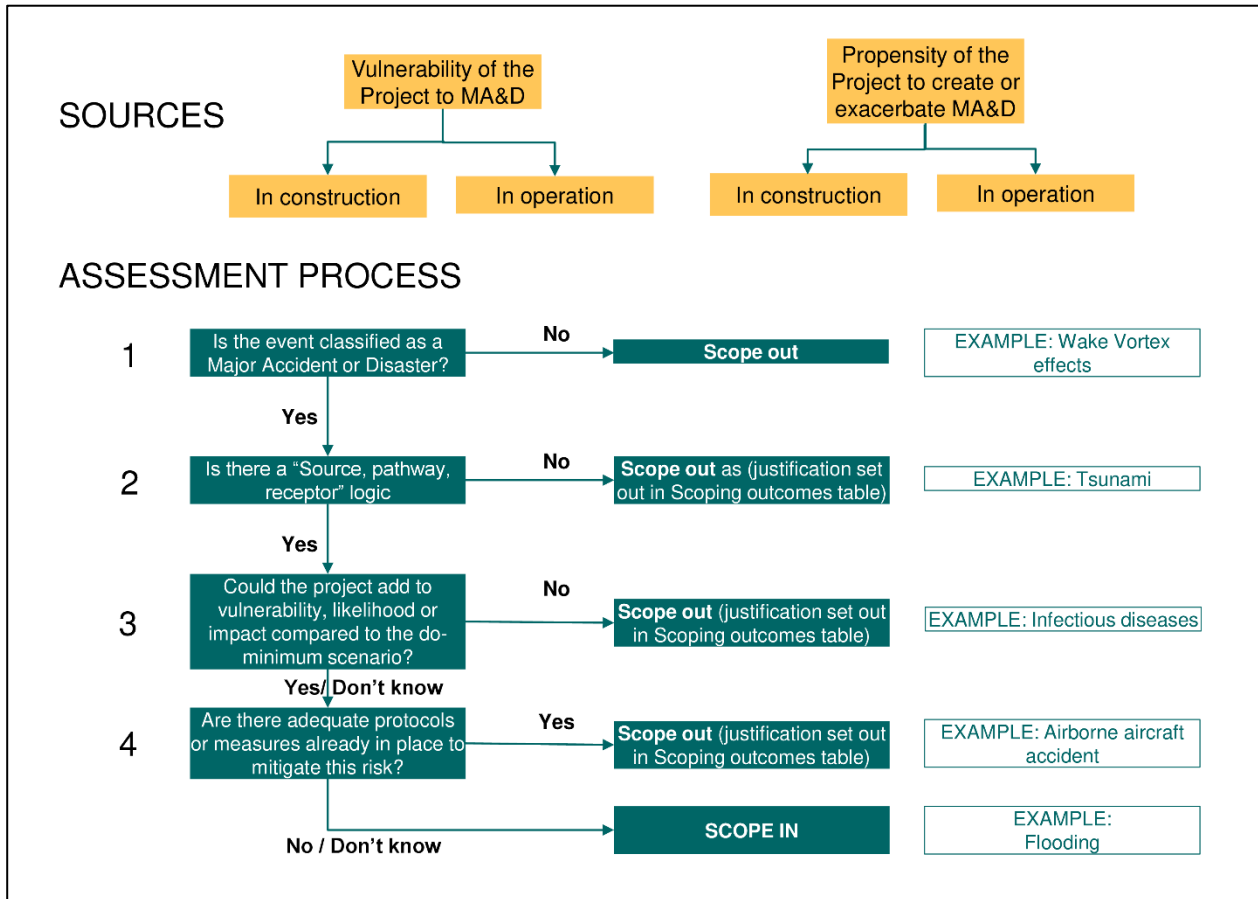 SOURCES
Vulnerability of the
Project to MA&D
In construction
In operation
Propensity of the
Project to create or
exacerbate MA&D
In construction
In operation
ASSESSMENT PROCESS
1
Is the event classified as a
Major Accident or Disaster?
No
Scope out
EXAMPLE: Wake Vortex
effects
Yes
2
Is there a “Source, pathway,
receptor” logic
No
Scope out as (justification set
out in Scoping outcomes table)
EXAMPLE: Tsunami
Yes
3
Could the project add to
vulnerability, likelihood or
impact compared to the do-
minimum scenario?
No
Scope out (justification set out
in Scoping outcomes table)
EXAMPLE: Infectious diseases
Yes/ Don’t know
4
Are there adequate protocols
or measures already in place to
mitigate this risk?
Yes
Scope out (justification set out
in Scoping outcomes table)
EXAMPLE: Airborne aircraft
accident
No / Don’t know
SCOPE IN
EXAMPLE:
Flooding